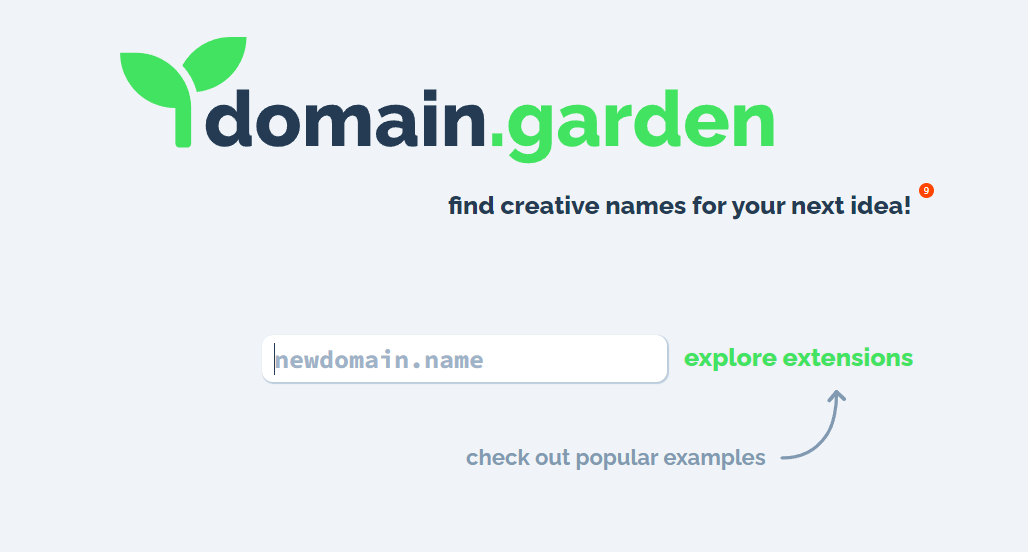 domain.garden
find creative names for your next idea! 9
newdomain.name explore extensions
check out popular examples